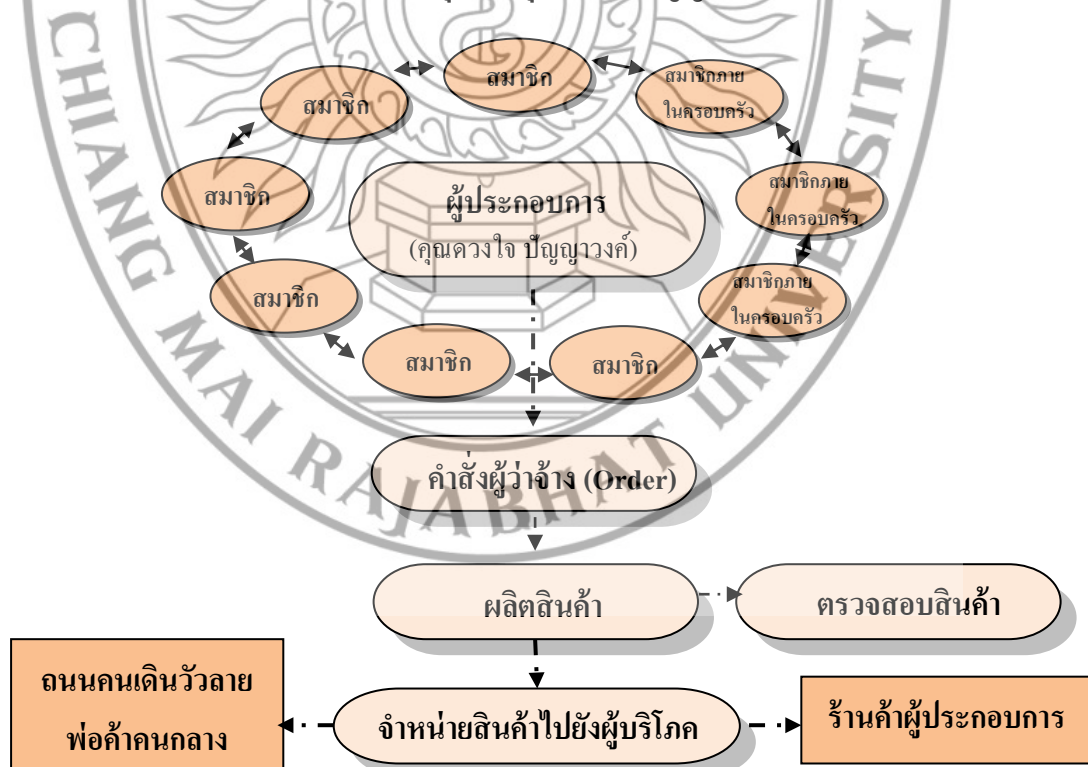 สมาชิก
สมาชิกภาย
ในครอบครัว
สมาชิก
สมาชิก
สมาชิกภาย
ในครอบครัว
ผู้ประกอบการ
(คุณดวงใจ ปัญญาวงค์)
สมาชิก
สมาชิกภาย
ในครอบครัว
สมาชิก
สมาชิก
คำสั่งผู้ว่าจ้าง (Order)
ผลิตสินค้า
ตรวจสอบสินค้า
ถนนคนเดินวัวลาย
พ่อค้าคนกลาง
จำหน่ายสินค้าไปยังผู้บริโภค
ร้านค้าผู้ประกอบการ
CHIANG MAI RAJABHAT UNIVERSITY